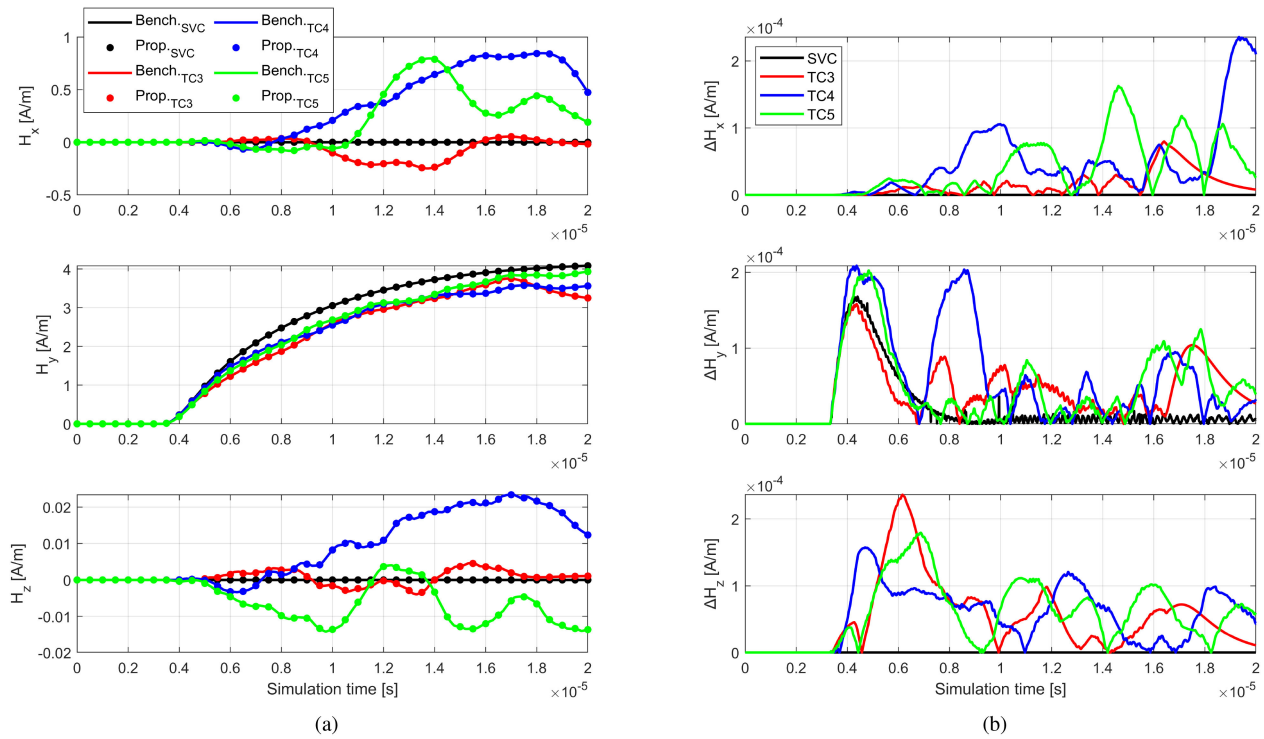 Bench.SVC
Prop.SVC
Bench.TC3
Prop.TC3
Bench.TC4
Prop.TC4
Bench.TC5
Prop.TC5
1
0.5
0
-0.5
Hx [A/m]
0 0.2 0.4 0.6 0.8 1 1.2 1.4 1.6 1.8 2
×10-5
4
3
2
1
0
Hy [A/m]
0 0.2 0.4 0.6 0.8 1 1.2 1.4 1.6 1.8 2
×10-5
0.02
0.01
0
-0.01
-0.02
Hz [A/m]
0 0.2 0.4 0.6 0.8 1 1.2 1.4 1.6 1.8 2
Simulation time [s]
×10-5
(a)
×10-4
SVC
TC3
TC4
TC5
2
1
0
ΔHx [A/m]
0 0.2 0.4 0.6 0.8 1 1.2 1.4 1.6 1.8 2
×10-5
×10-4
2
1
0
ΔHy [A/m]
0 0.2 0.4 0.6 0.8 1 1.2 1.4 1.6 1.8 2
×10-5
×10-4
2
1
0
ΔHz [A/m]
0 0.2 0.4 0.6 0.8 1 1.2 1.4 1.6 1.8 2
Simulation time [s]
×10-5
(b)